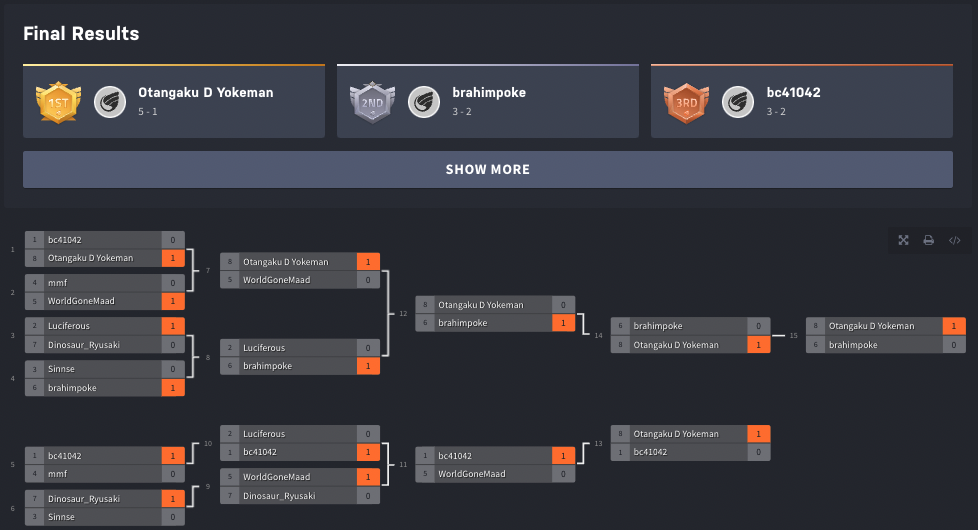 Final Results
1ST
Otangaku D Yokeman
5 - 1
2ND
brahimpoke
3 - 2
3RD
bc41042
3 - 2
SHOW MORE
1
1 bc41042 0
8 Otangaku D Yokeman 1
2
4 mmf 0
5 WorldGoneMaad 1
3
2 Luciferous 1
7 Dinosaur_Ryusaki 0
4
3 Sinnse 0
6 brahimpoke 1
7
8 Otangaku D Yokeman 1
5 WorldGoneMaad 0
8
2 Luciferous 0
6 brahimpoke 1
12
8 Otangaku D Yokeman 0
6 brahimpoke 1
14
6 brahimpoke 0
8 Otangaku D Yokeman 1
15
8 Otangaku D Yokeman 1
6 brahimpoke 0
5
1 bc41042 1
4 mmf 0
6
7 Dinosaur_Ryusaki 1
3 Sinnse 0
10
2 Luciferous 0
1 bc41042 1
9
5 WorldGoneMaad 1
7 Dinosaur_Ryusaki 0
11
1 bc41042 1
5 WorldGoneMaad 0
13
8 Otangaku D Yokeman 1
1 bc41042 0